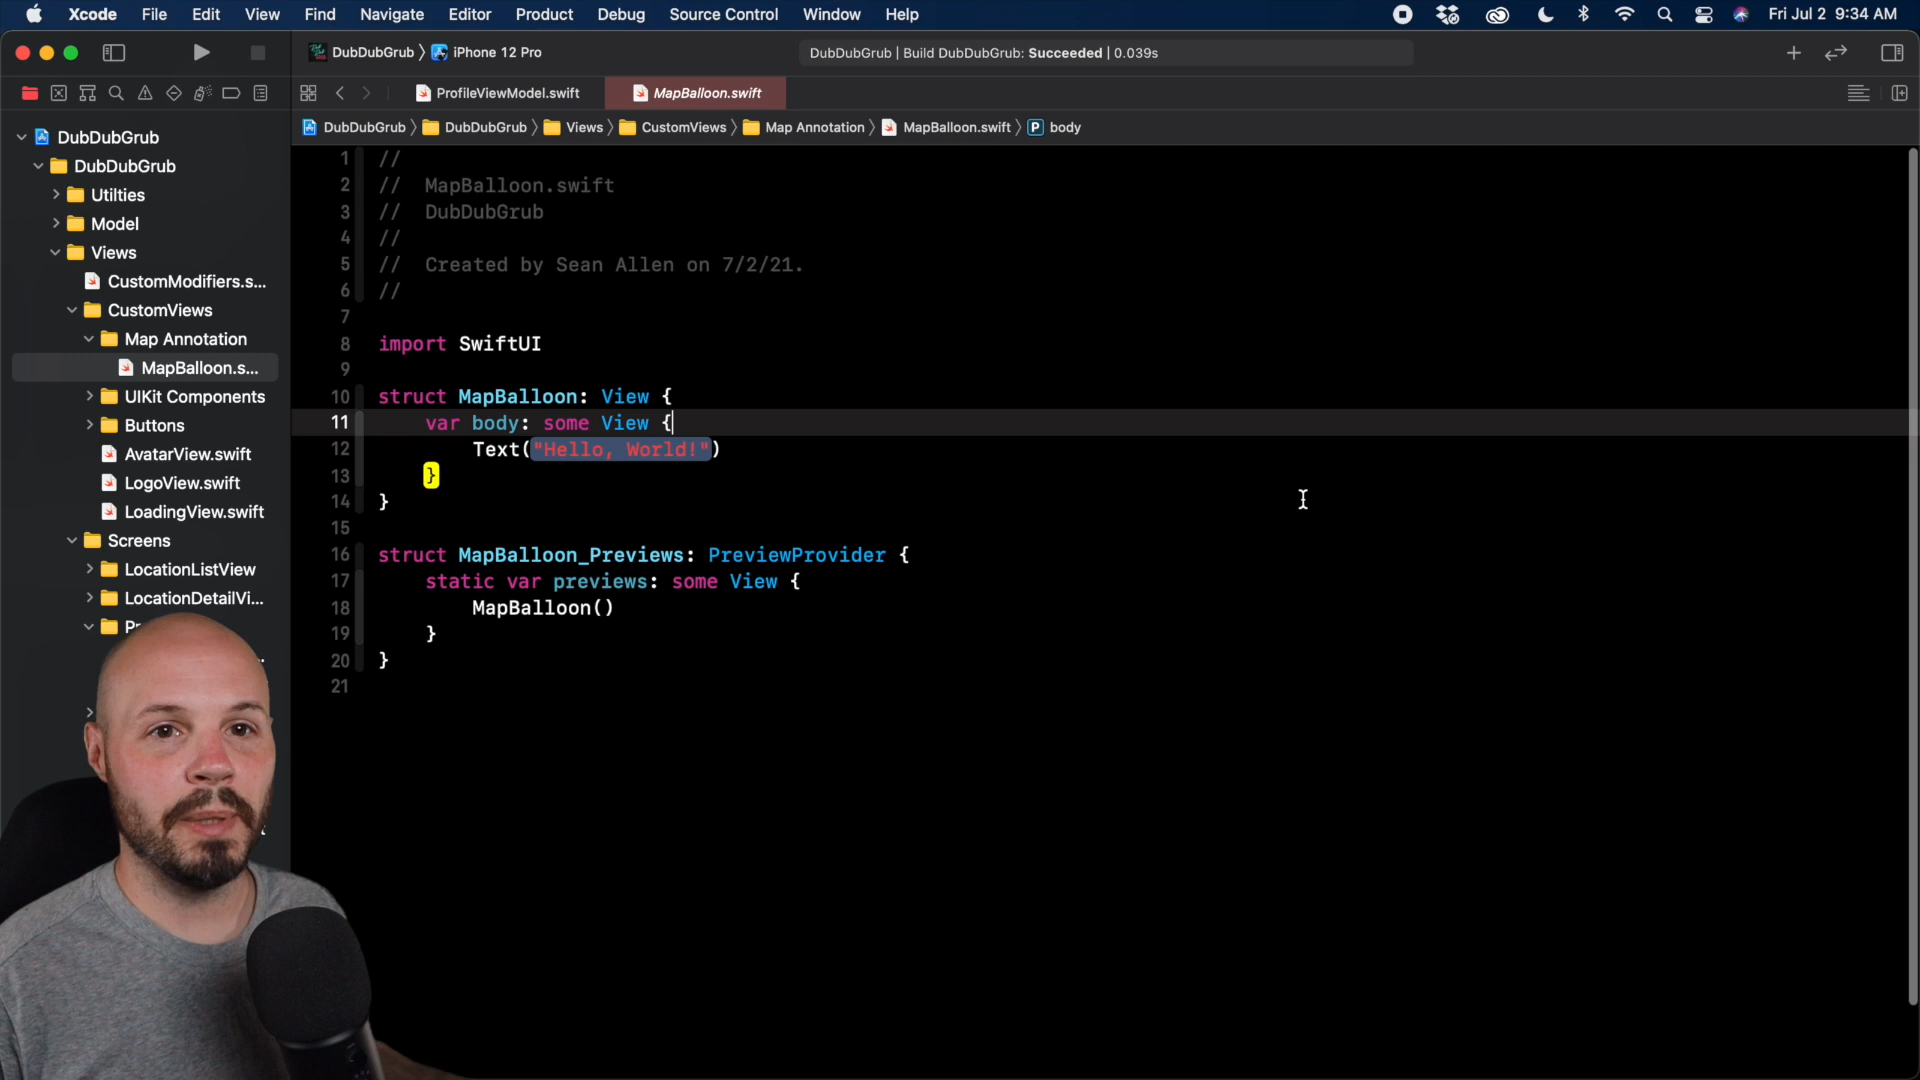 Xcode File Edit View Find Navigate Editor Product Debug Source Control Window Help Fri Jul 2 9:34 AM
DubDubGrub iPhone 12 Pro DubDubGrub | Build DubDubGrub: Succeeded | 0.039s
ProfileViewModel.swift MapBalloon.swift
DubDubGrub DubDubGrub Views CustomViews Map Annotation MapBalloon.swift P body
DubDubGrub
DubDubGrub
Utilties
Model
Views
CustomModifiers.s...
CustomViews
Map Annotation
MapBalloon.s...
UIKit Components
Buttons
AvatarView.swift
LogoView.swift
LoadingView.swift
Screens
LocationListView
LocationDetailVi...
1 //
2 // MapBalloon.swift
3 // DubDubGrub
4 //
5 // Created by Sean Allen on 7/2/21.
6 //
7
8 import SwiftUI
9
10 struct MapBalloon: View {
11 var body: some View {
12 Text("Hello, World!")
13 }
14 }
15
16 struct MapBalloon_Previews: PreviewProvider {
17 static var previews: some View {
18 MapBalloon()
19 }
20 }
21